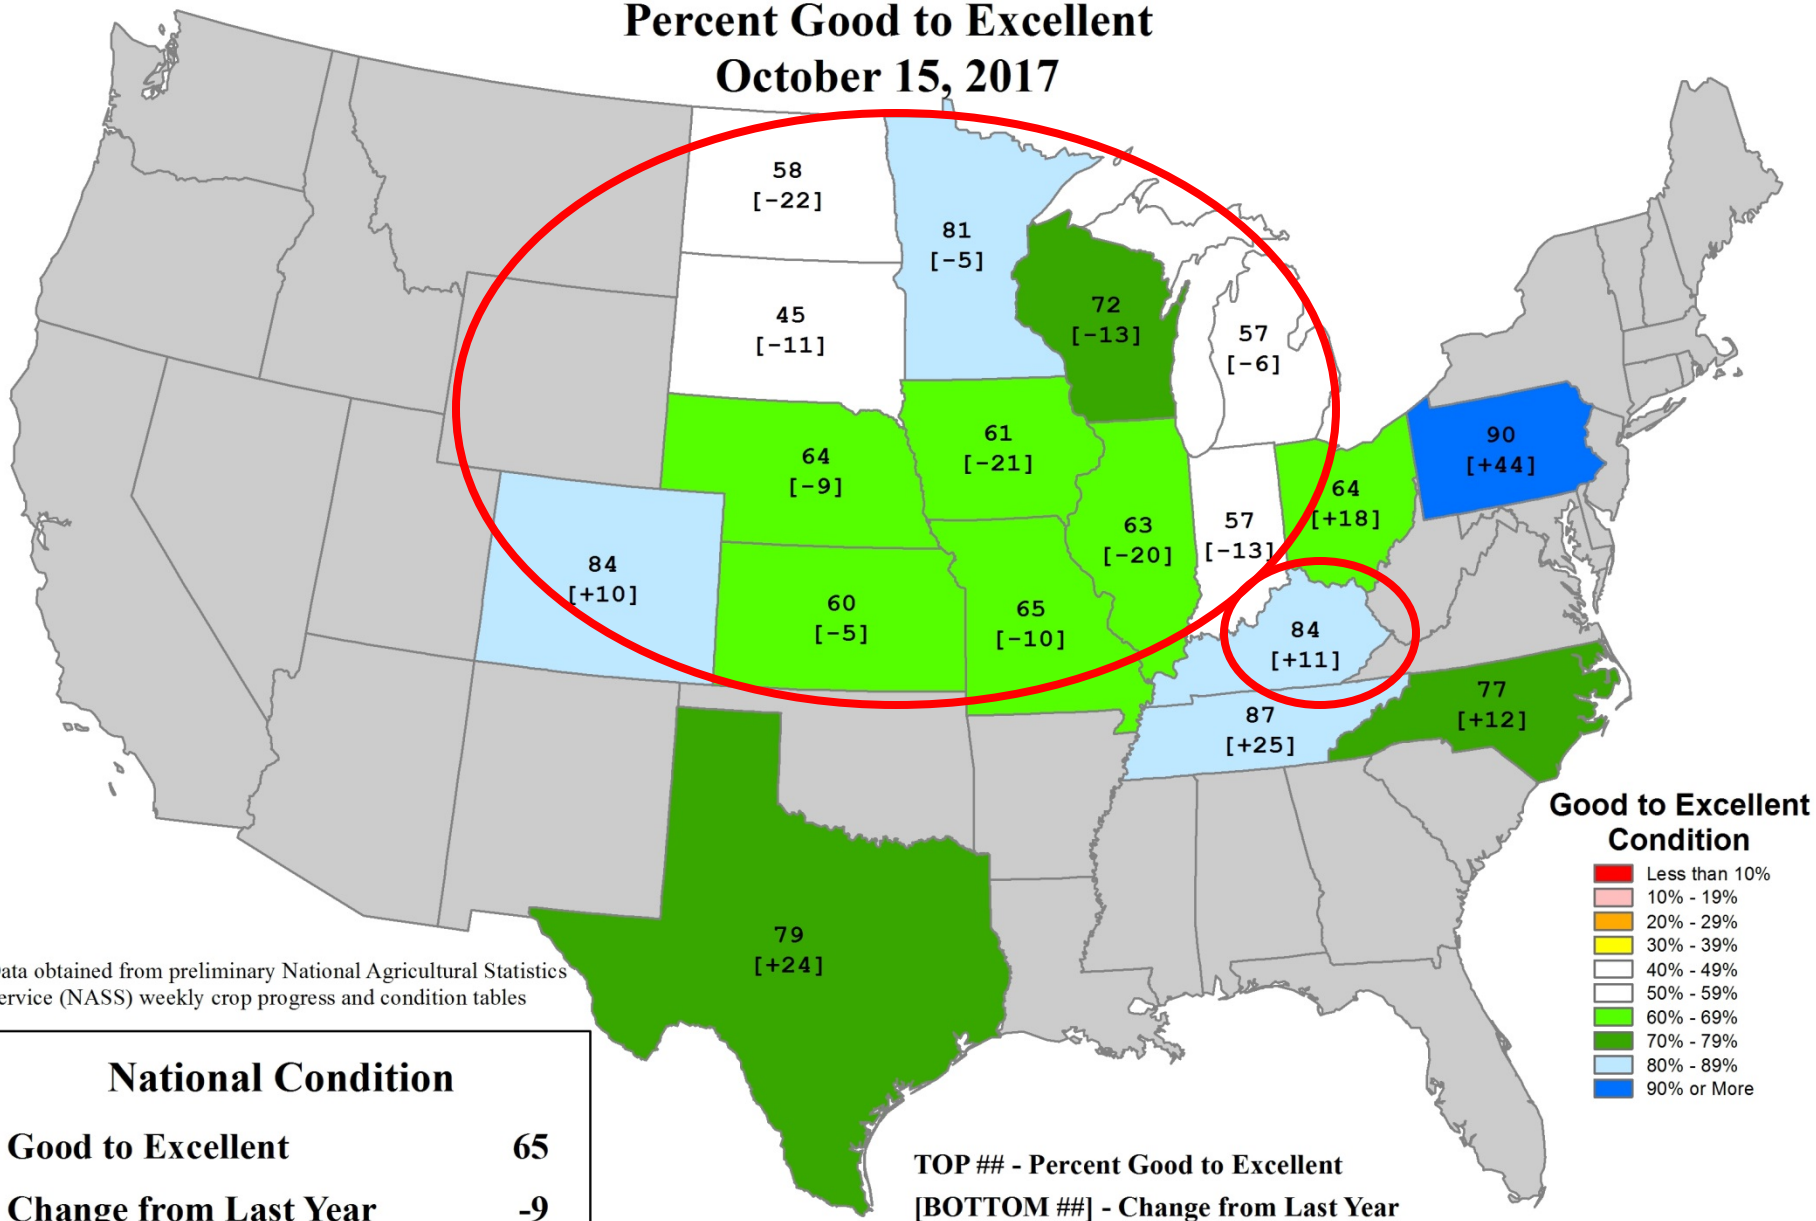 Percent Good to Excellent
October 15, 2017
58
[-22]
81
[-5]
45
[-11]
72
[-13]
57
[-6]
64
[-9]
61
[-21]
63
[-20]
57
[-13]
64
[+18]
90
[+44]
84
[+10]
60
[-5]
65
[-10]
84
[+11]
87
[+25]
77
[+12]
79
[+24]
Good to Excellent
Condition
Less than 10%
10% - 19%
20% - 29%
30% - 39%
40% - 49%
50% - 59%
60% - 69%
70% - 79%
80% - 89%
90% or More
ata obtained from preliminary National Agricultural Statistics
ervice (NASS) weekly crop progress and condition tables
National Condition
Good to Excellent 65
Change from Last Year -9
TOP ## - Percent Good to Excellent
[BOTTOM ##] - Change from Last Year